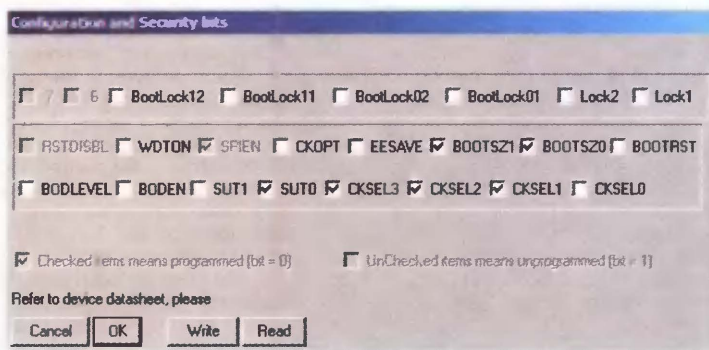 Configuration and Security bits
7 6 BootLock12 BootLock11 BootLock02 BootLock01 Lock2 Lock1
RSTDISBL WDTON SPIEN CKOPT EESAVE BOOTSZ1 BOOTSZ0 BOOTRST
BODLEVEL BODEN SUT1 SUT0 CKSEL3 CKSEL2 CKSEL1 CKSEL0
Checked items means programmed (bit = 0) UnChecked items means unprogrammed (bit = 1)
Refer to device datasheet, please
Cancel OK Write Read